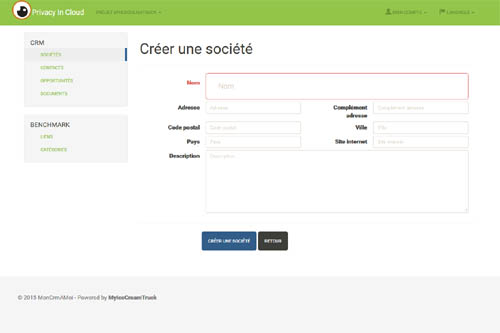 Privacy in Cloud
MON COMPTE
LANGUAGE
CRM
SOCIÉTÉS
CONTACTS
OPPORTUNITÉS
DOCUMENTS
BENCHMARK
LIENS
CATÉGORIES
Créer une société
Nom
Nom
Adresse
Adresse
Complément adresse
Complément adresse
Code postal
Code postal
Ville
Ville
Pays
Pays
Site internet
Site internet
Description
Description
CRÉER UNE SOCIÉTÉ
RETOUR
© 2015 MonCrmAMoi - Powered by MyIceCreamTruck